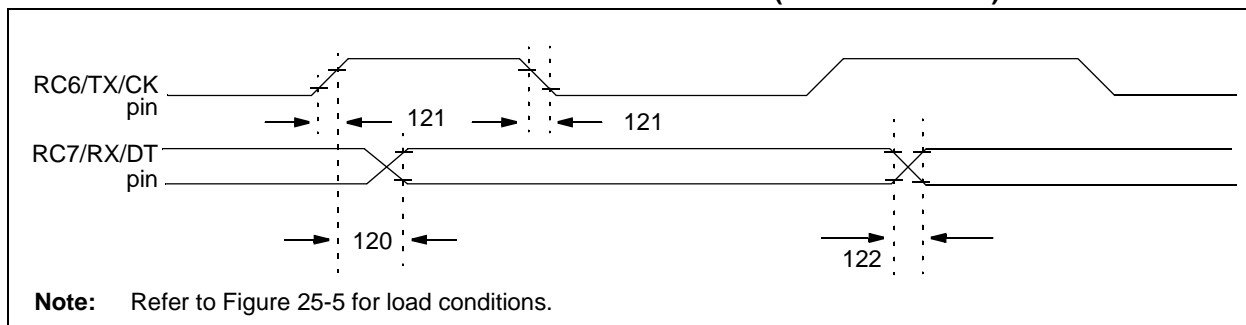 RC6/TX/CK
pin
121
121
RC7/RX/DT
pin
120
122
Note: Refer to Figure 25-5 for load conditions.